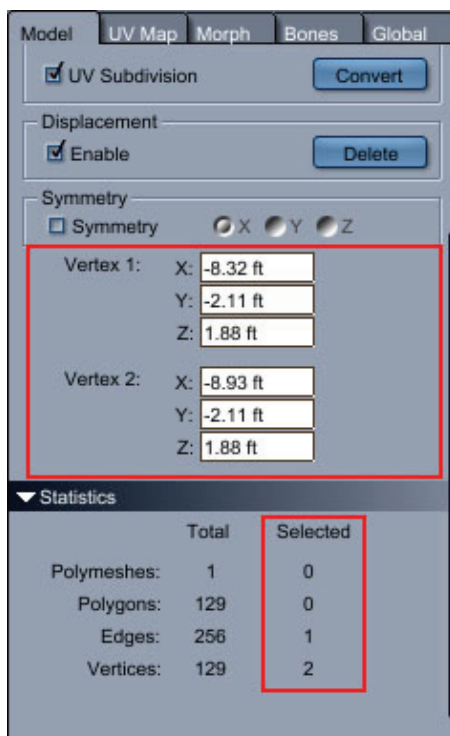 Model UV Map Morph Bones Global
UV Subdivision Convert
Displacement
Enable Delete
Symmetry
Symmetry X Y Z
Vertex 1: X: -8.32 ft
Y: -2.11 ft
Z: 1.88 ft
Vertex 2: X: -8.93 ft
Y: -2.11 ft
Z: 1.88 ft
Statistics
Total Selected
Polymeshes: 1 0
Polygons: 129 0
Edges: 256 1
Vertices: 129 2